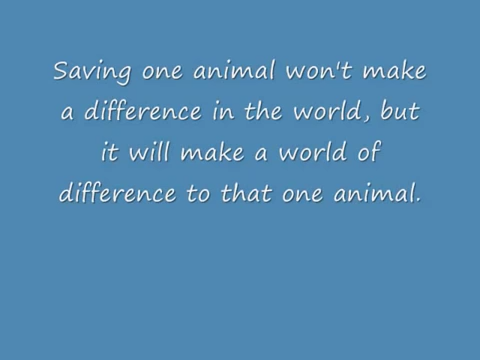 Saving one animal won't make
a difference in the world, but
it will make a world of
difference to that one animal.